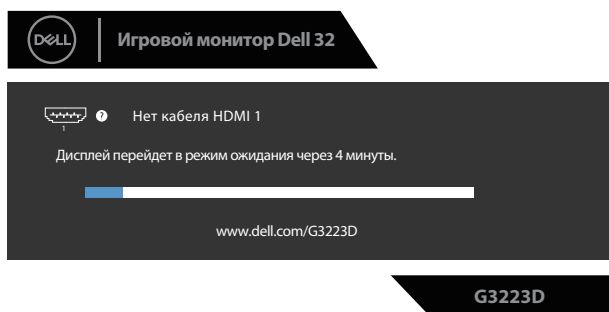 DELL
Игровой монитор Dell 32
? Нет кабеля HDMI 1
1
Дисплей перейдет в режим ожидания через 4 минуты.
www.dell.com/G3223D
G3223D